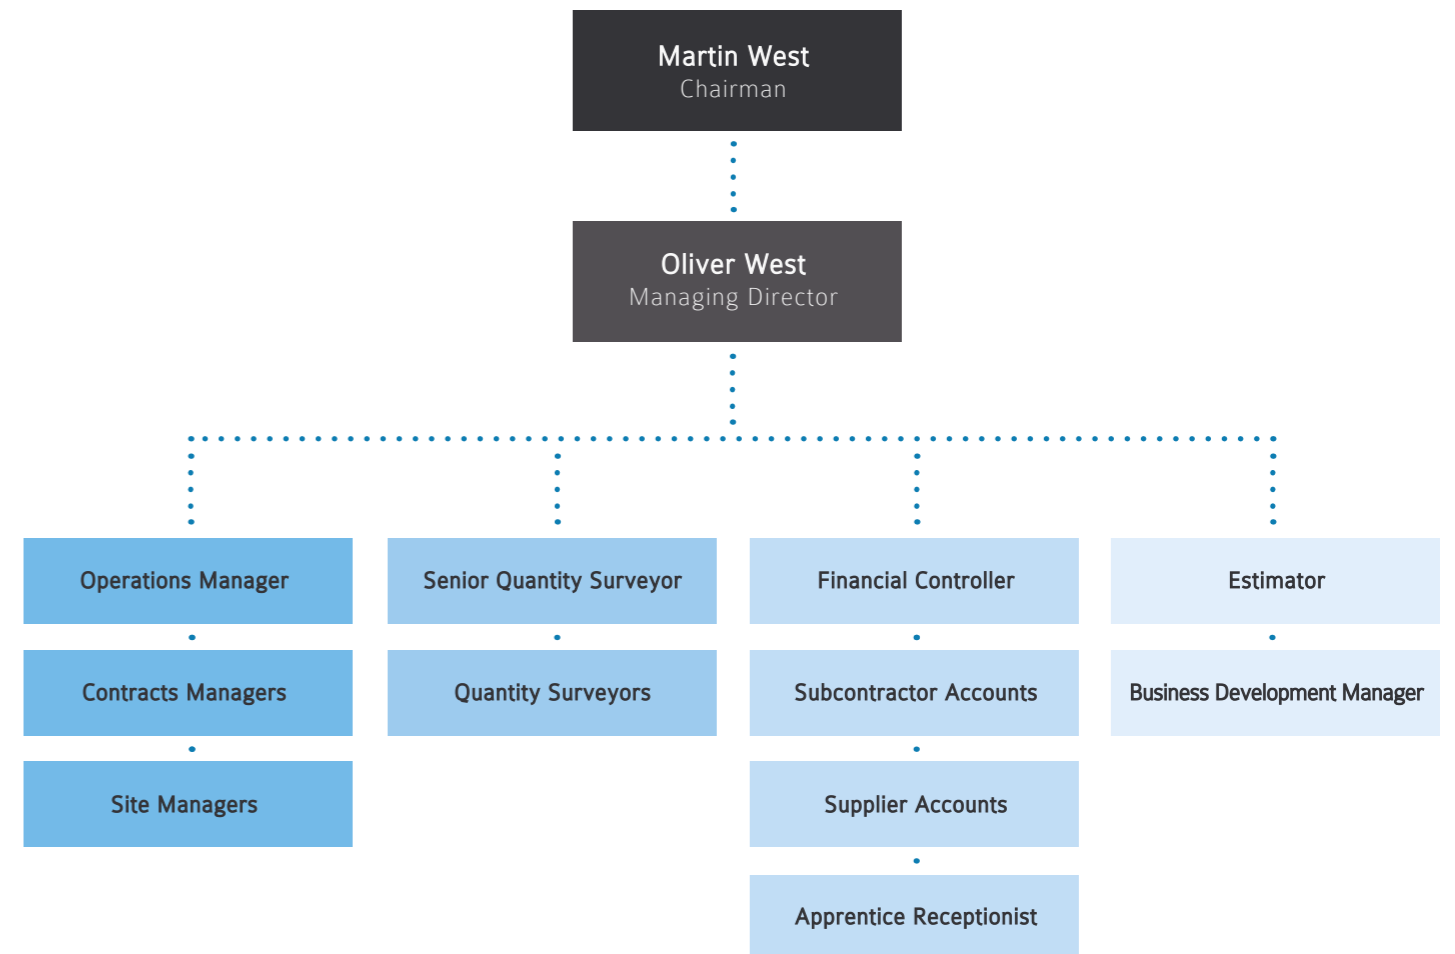 Martin West
Chairman
Oliver West
Managing Director
Operations Manager
Senior Quantity Surveyor
Financial Controller
Estimator
Contracts Managers
Quantity Surveyors
Subcontractor Accounts
Business Development Manager
Site Managers
Supplier Accounts
Apprentice Receptionist